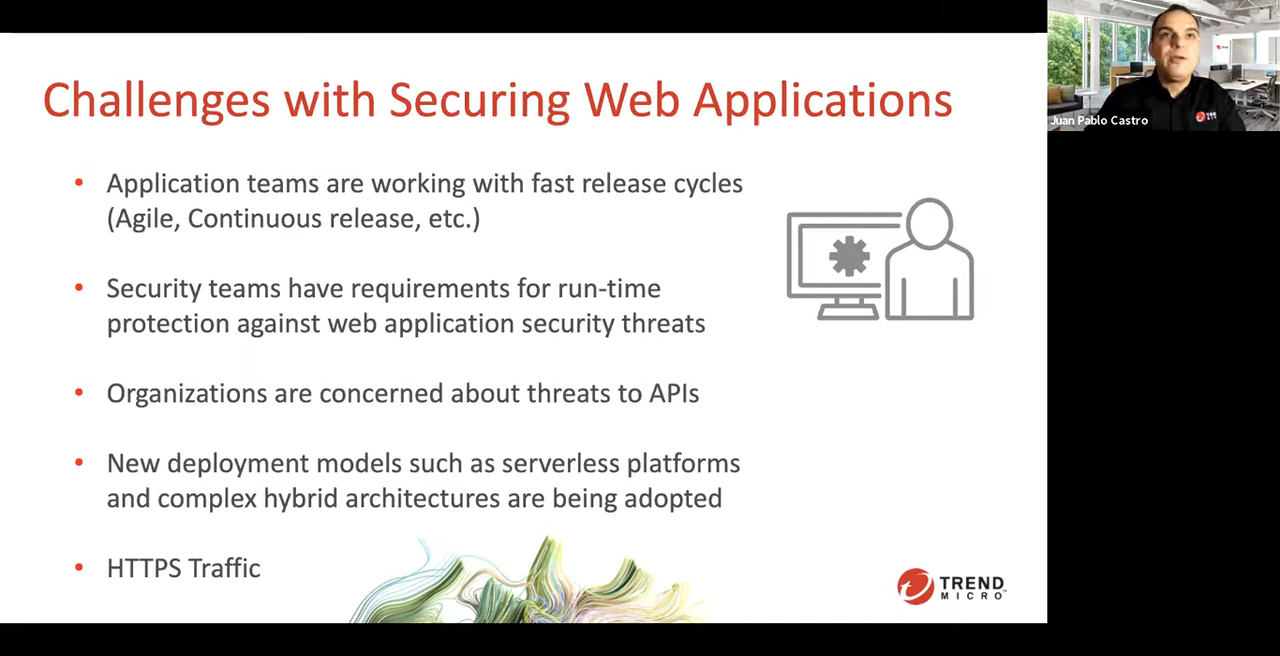 Challenges with Securing Web Applications
• Application teams are working with fast release cycles
(Agile, Continuous release, etc.)
• Security teams have requirements for run-time
protection against web application security threats
• Organizations are concerned about threats to APIs
• New deployment models such as serverless platforms
and complex hybrid architectures are being adopted
• HTTPS Traffic
TREND
MICRO™
Juan Pablo Castro
TREND